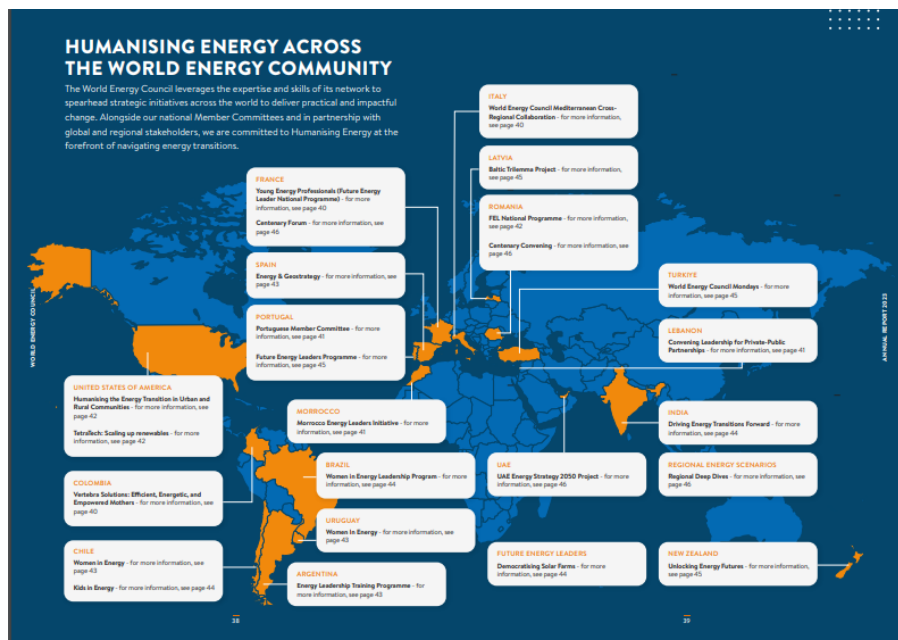 HUMANISING ENERGY ACROSS
THE WORLD ENERGY COMMUNITY
The World Energy Council leverages the expertise and skills of its network to
spearhead strategic initiatives across the world to deliver practical and impactful
change. Alongside our national Member Committees and in partnership with
global and regional stakeholders, we are committed to Humanising Energy at the
forefront of navigating energy transitions.
ITALY
World Energy Council Mediterranean Cross-
Regional Collaboration - for more information,
see page 40
LATVIA
Baltic Trilemma Project - for more information,
see page 45
ROMANIA
FEL National Programme - for more information,
see page 42
Centenary Convening - for more information, see
page 46
FRANCE
Young Energy Professionals (Future Energy
Leader National Programme) - for more
information, see page 40
Centenary Forum - for more information, see
page 46
SPAIN
Energy & Geostrategy - for more information, see
page 43
PORTUGAL
Portuguese Member Committee - for more
information, see page 41
Future Energy Leaders Programme - for more
information, see page 45
TURKIYE
World Energy Council Mondays - for more
information, see page 45
LEBANON
Convening Leadership for Private-Public
Partnerships - for more information, see page 41
WORLD ENERGY COUNCIL
ANNUAL REPORT 2023
UNITED STATES OF AMERICA
Humanising the Energy Transition in Urban and
Rural Communities - for more information, see
page 42
TetraTech: Scaling up renewables - for more
information, see page 42
MORROCCO
Morrocco Energy Leaders Initiative - for more
information, see page 41
INDIA
Driving Energy Transitions Forward - for more
information, see page 44
BRAZIL
Women in Energy Leadership Program - for more
information, see page 44
UAE
UAE Energy Strategy 2050 Project - for more
information, see page 46
REGIONAL ENERGY SCENARIOS
Regional Deep Dives - for more information, see
page 46
COLOMBIA
Vertebra Solutions: Efficient, Energetic, and
Empowered Mothers - for more information, see
page 40
URUGUAY
Women In Energy - for more information, see
page 43
CHILE
Women in Energy - for more information, see
page 43
Kids in Energy - for more information, see page 44
ARGENTINA
Energy Leadership Training Programme - for
more information, see page 43
FUTURE ENERGY LEADERS
Democratising Solar Farms - for more
information, see page 44
NEW ZEALAND
Unlocking Energy Futures - for more information,
see page 45
38
39